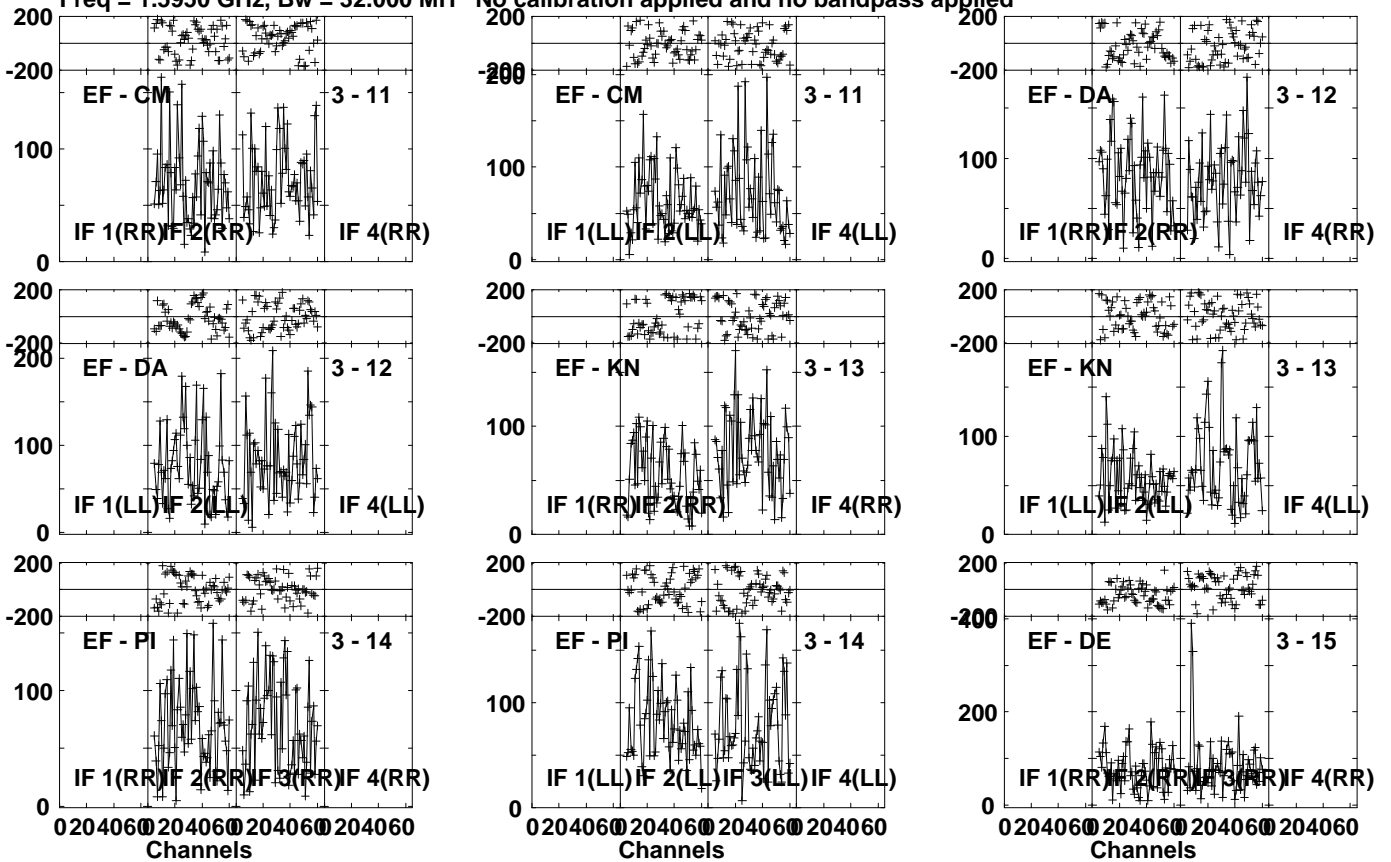 Freq = 1.5950 GHz, Bw = 32.000 MH No calibration applied and no bandpass applied
200 200 200
-200 -200 -200
EF - CM 3 - 11 200 EF - CM 3 - 11 EF - DA 3 - 12
100 100 100
IF 1(RR) IF 2(RR) IF 4(RR) IF 1(LL) IF 2(LL) IF 4(LL) IF 1(RR) IF 2(RR) IF 4(RR)
0 0 0
200 200 200
-200 -200 -200
200 EF - DA 3 - 12 EF - KN 3 - 13 EF - KN 3 - 13
100 100 100
IF 1(LL) IF 2(LL) IF 4(LL) IF 1(RR) IF 2(RR) IF 4(RR) IF 1(LL) IF 2(LL) IF 4(LL)
0 0 0
200 200 200
-200 -200 -200
EF - PI 3 - 14 EF - PI 3 - 14 400 EF - DE 3 - 15
100 100 200
IF 1(RR) IF 2(RR) IF 3(RR) IF 4(RR) IF 1(LL) IF 2(LL) IF 3(LL) IF 4(LL) IF 1(RR) IF 2(RR) IF 3(RR) IF 4(RR)
0 0 0
0 20 40 60 0 20 40 60 0 20 40 60 0 20 40 60 0 20 40 60 0 20 40 60 0 20 40 60 0 20 40 60 0 20 40 60 0 20 40 60 0 20 40 60 0 20 40 60
Channels Channels Channels